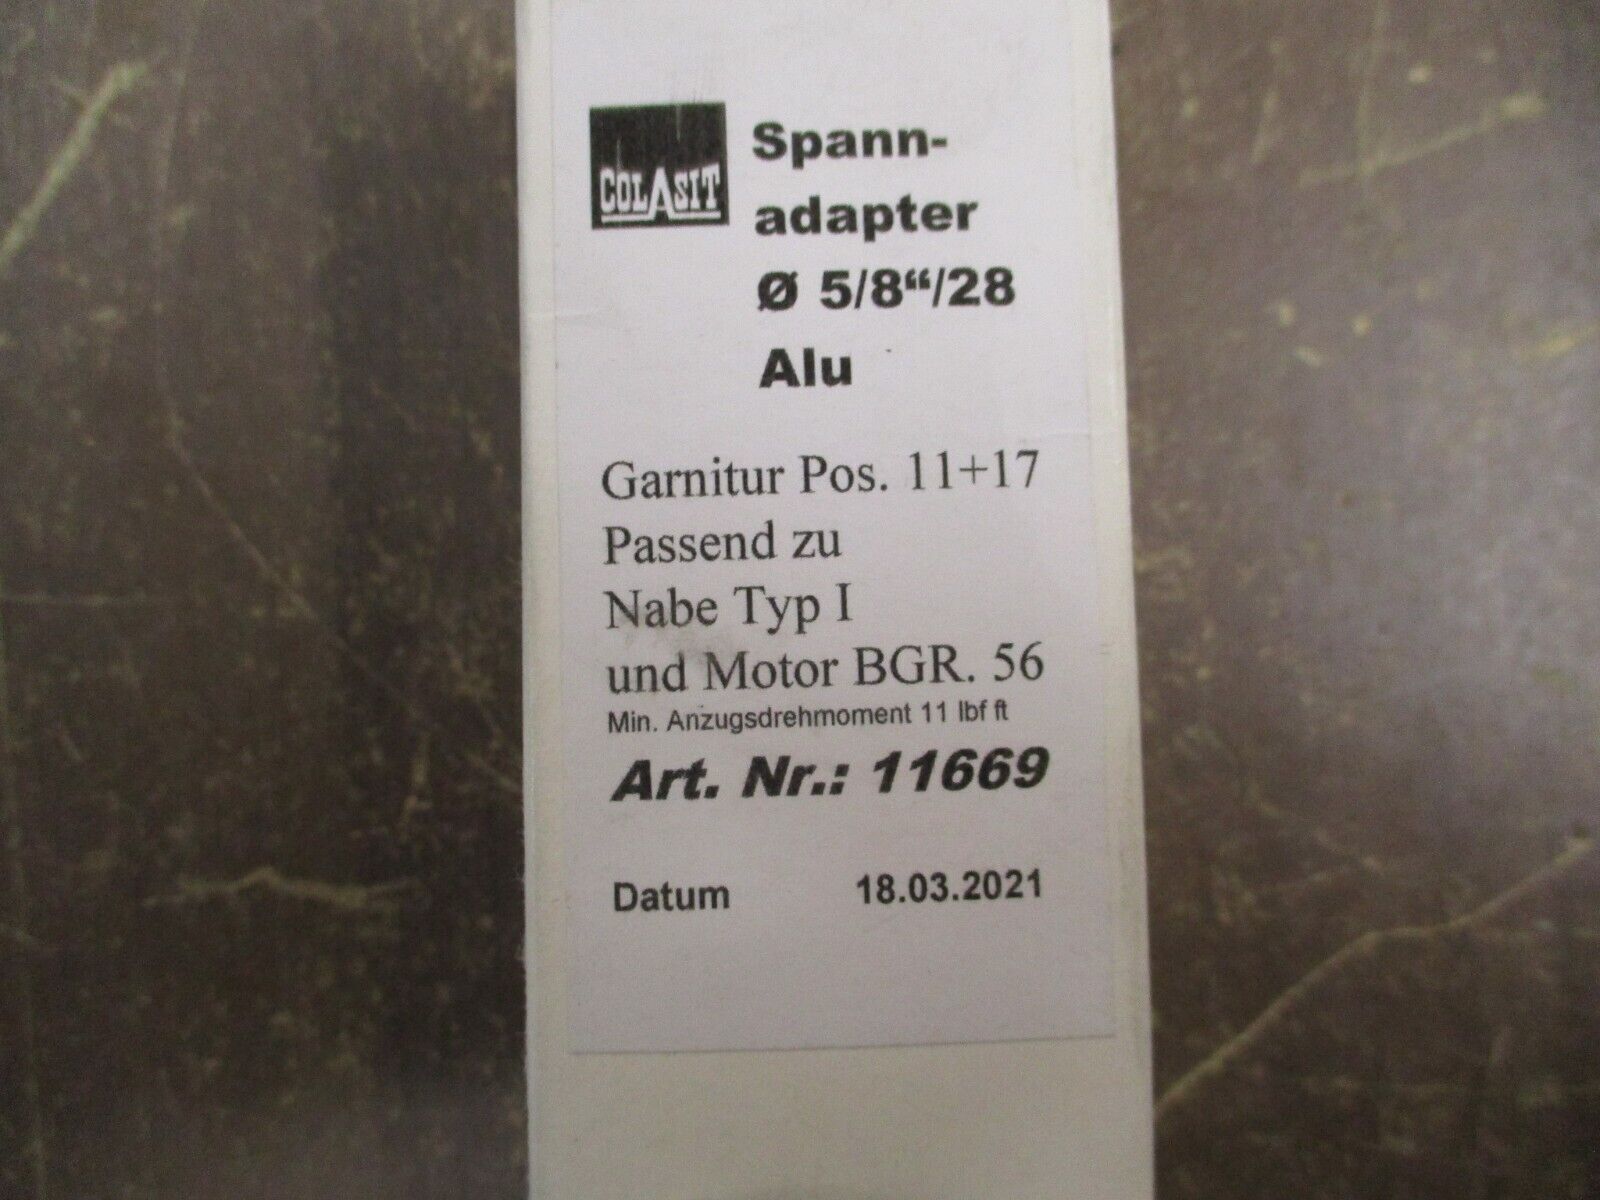 COLASIT
Spann-
adapter
Ø 5/8“/28
Alu
Garnitur Pos. 11+17
Passend zu
Nabe Typ I
und Motor BGR. 56
Min. Anzugsdrehmoment 11 lbf ft
Art. Nr.: 11669
Datum 18.03.2021